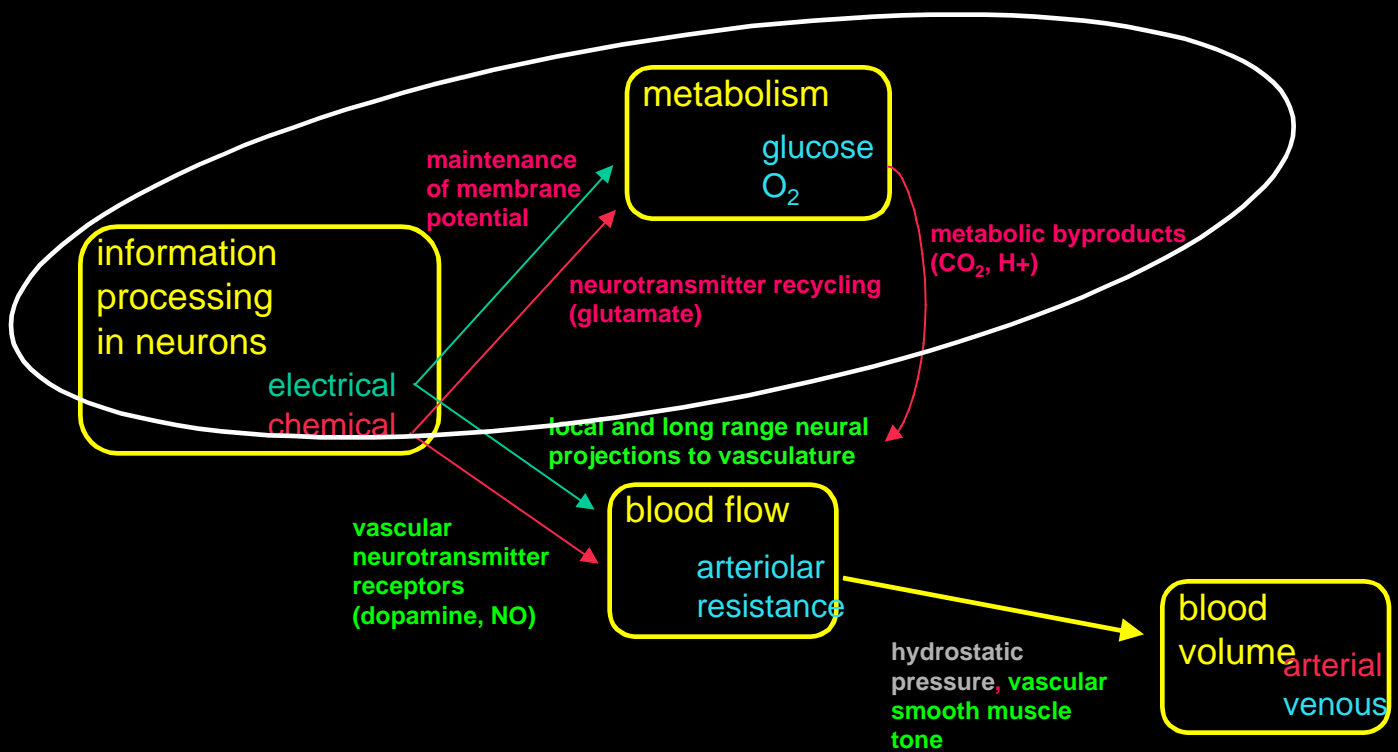 metabolism
glucose
O₂
maintenance
of membrane
potential
information
processing
in neurons
electrical
chemical
neurotransmitter recycling
(glutamate)
metabolic byproducts
(CO₂, H+)
local and long range neural
projections to vasculature
blood flow
arteriolar
resistance
vascular
neurotransmitter
receptors
(dopamine, NO)
hydrostatic
pressure, vascular
smooth muscle
tone
blood
volume
arterial
venous